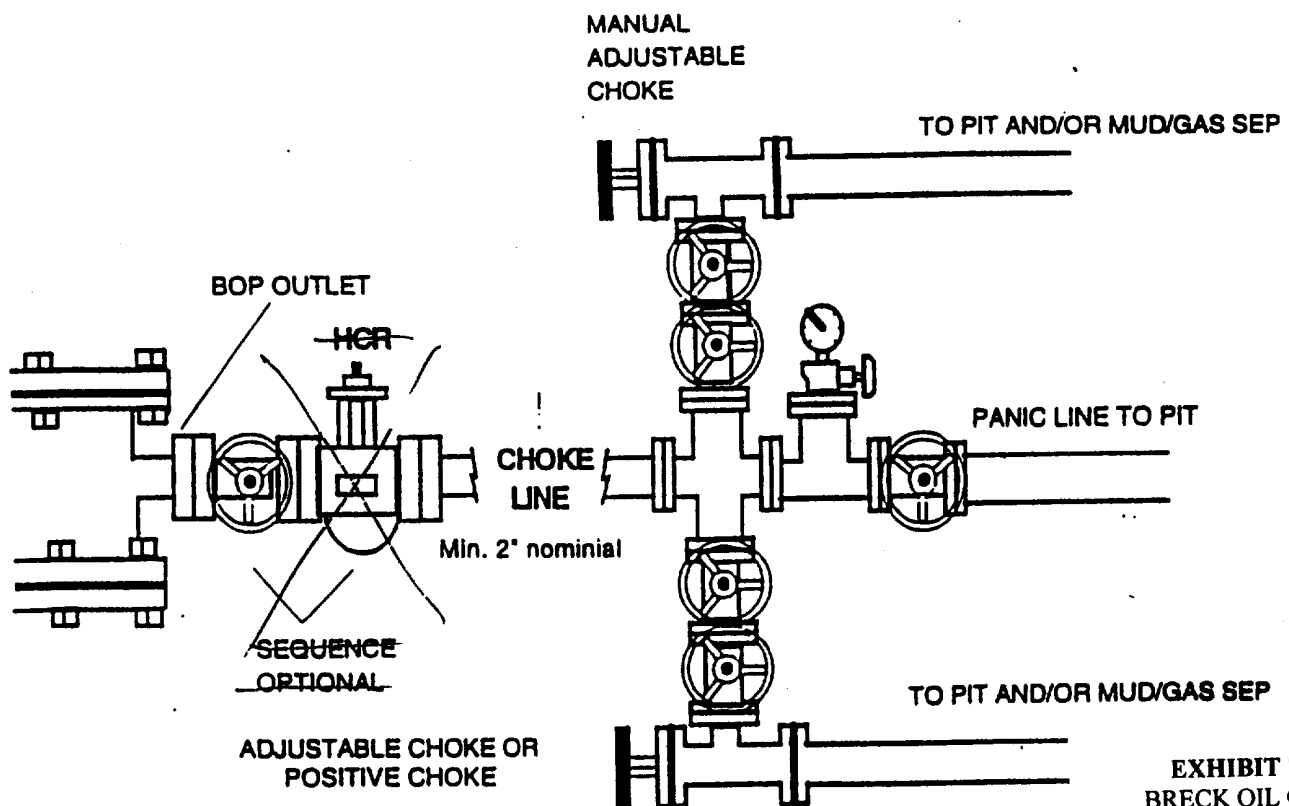 MANUAL
ADJUSTABLE
CHOKE
TO PIT AND/OR MUD/GAS SEP
BOP OUTLET
HCR
PANIC LINE TO PIT
CHOKE
LINE
Min. 2" nominial
SEQUENCE
OPTIONAL
TO PIT AND/OR MUD/GAS SEP
ADJUSTABLE CHOKE OR
POSITIVE CHOKE
EXHIBIT
BRECK OIL